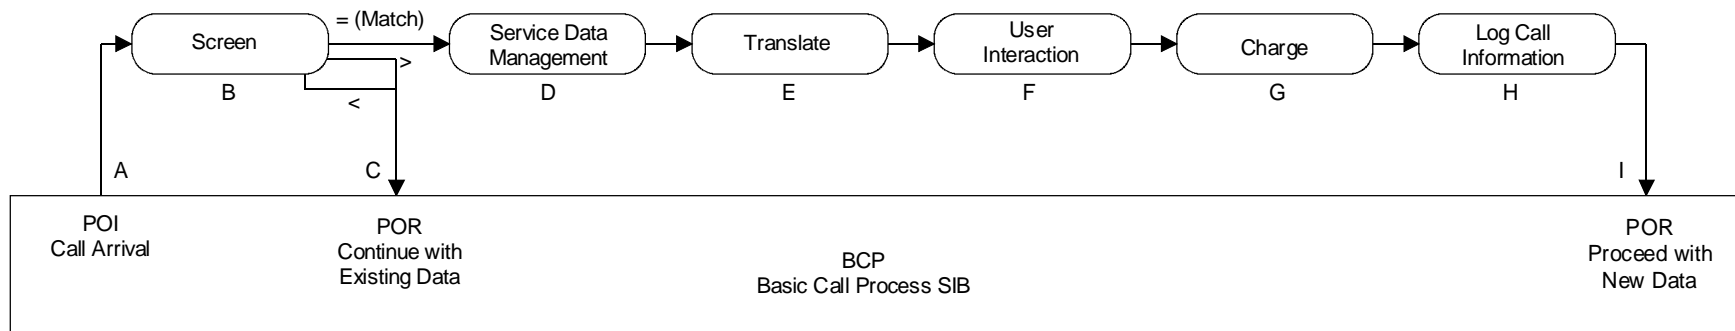 = (Match)
Screen
Service Data
Management
Translate
User
Interaction
Charge
Log Call
Information
>
<
B
D
E
F
G
H
A
C
I
POI
Call Arrival
POR
Continue with
Existing Data
BCP
Basic Call Process SIB
POR
Proceed with
New Data